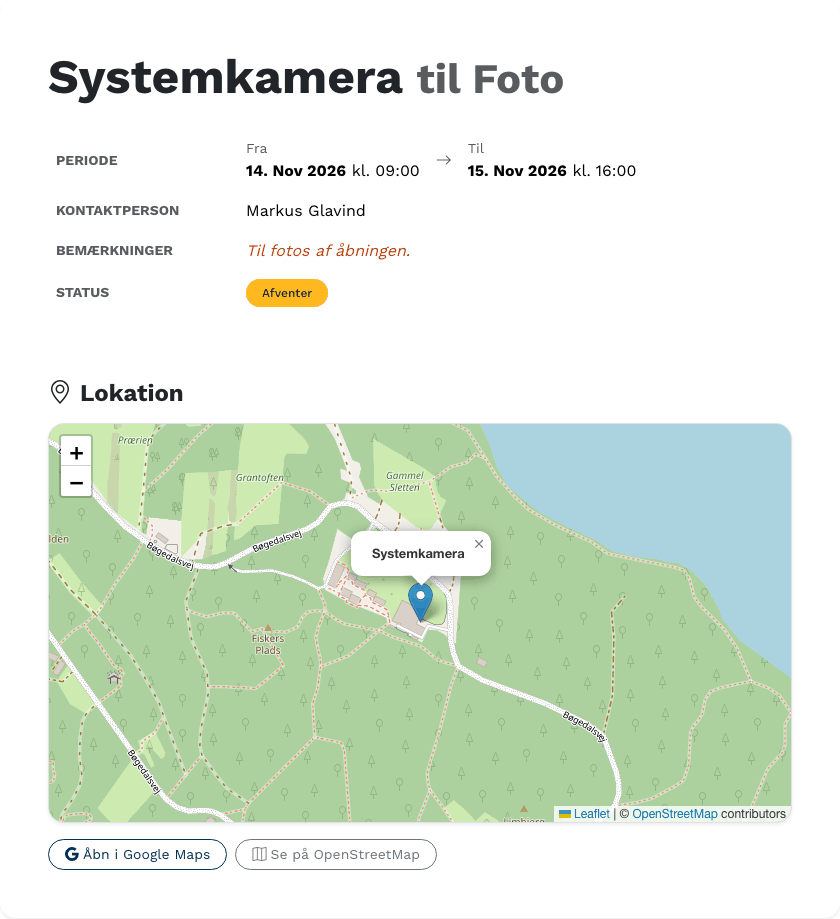 Systemkamera til Foto
Fra
Til
PERIODE
14. Nov 2026 kl. 09:00 → 15. Nov 2026 kl. 16:00
KONTAKTPERSON
Markus Glavind
BEMÆRKNINGER
Til fotos af åbningen.
STATUS
Afventer
Lokation
+
−
Prærien
Grantoften
Gammel
Sletten
Bøgedalsvej
Bøgedalsvej
Systemkamera
×
Fiskers
Plads
Bøgedalsvej
Bøgedalsvej
Leaflet | © OpenStreetMap contributors
Åbn i Google Maps
Se på OpenStreetMap